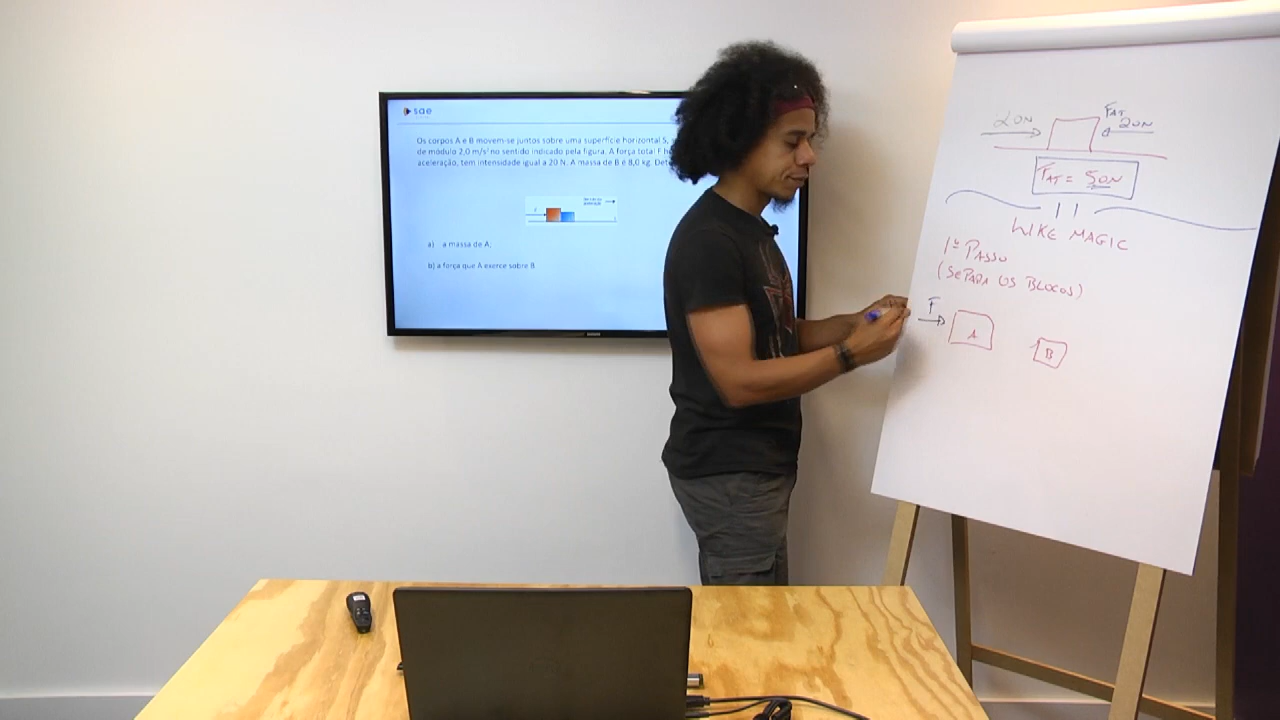 sae
Os corpos A e B movem-se juntos sobre uma superfície horizontal S,
de módulo 2,0 m/s² no sentido indicado pela figura. A força total F
aceleração, tem intensidade igual a 20 N. A massa de B é 8,0 kg.
F
a) a massa de A;
b) a força que A exerce sobre B
20N
FAT
20N
FAT = 50N
LIKE MAGIC
1º PASSO
(SEPARA OS BLOCOS)
F
A
B